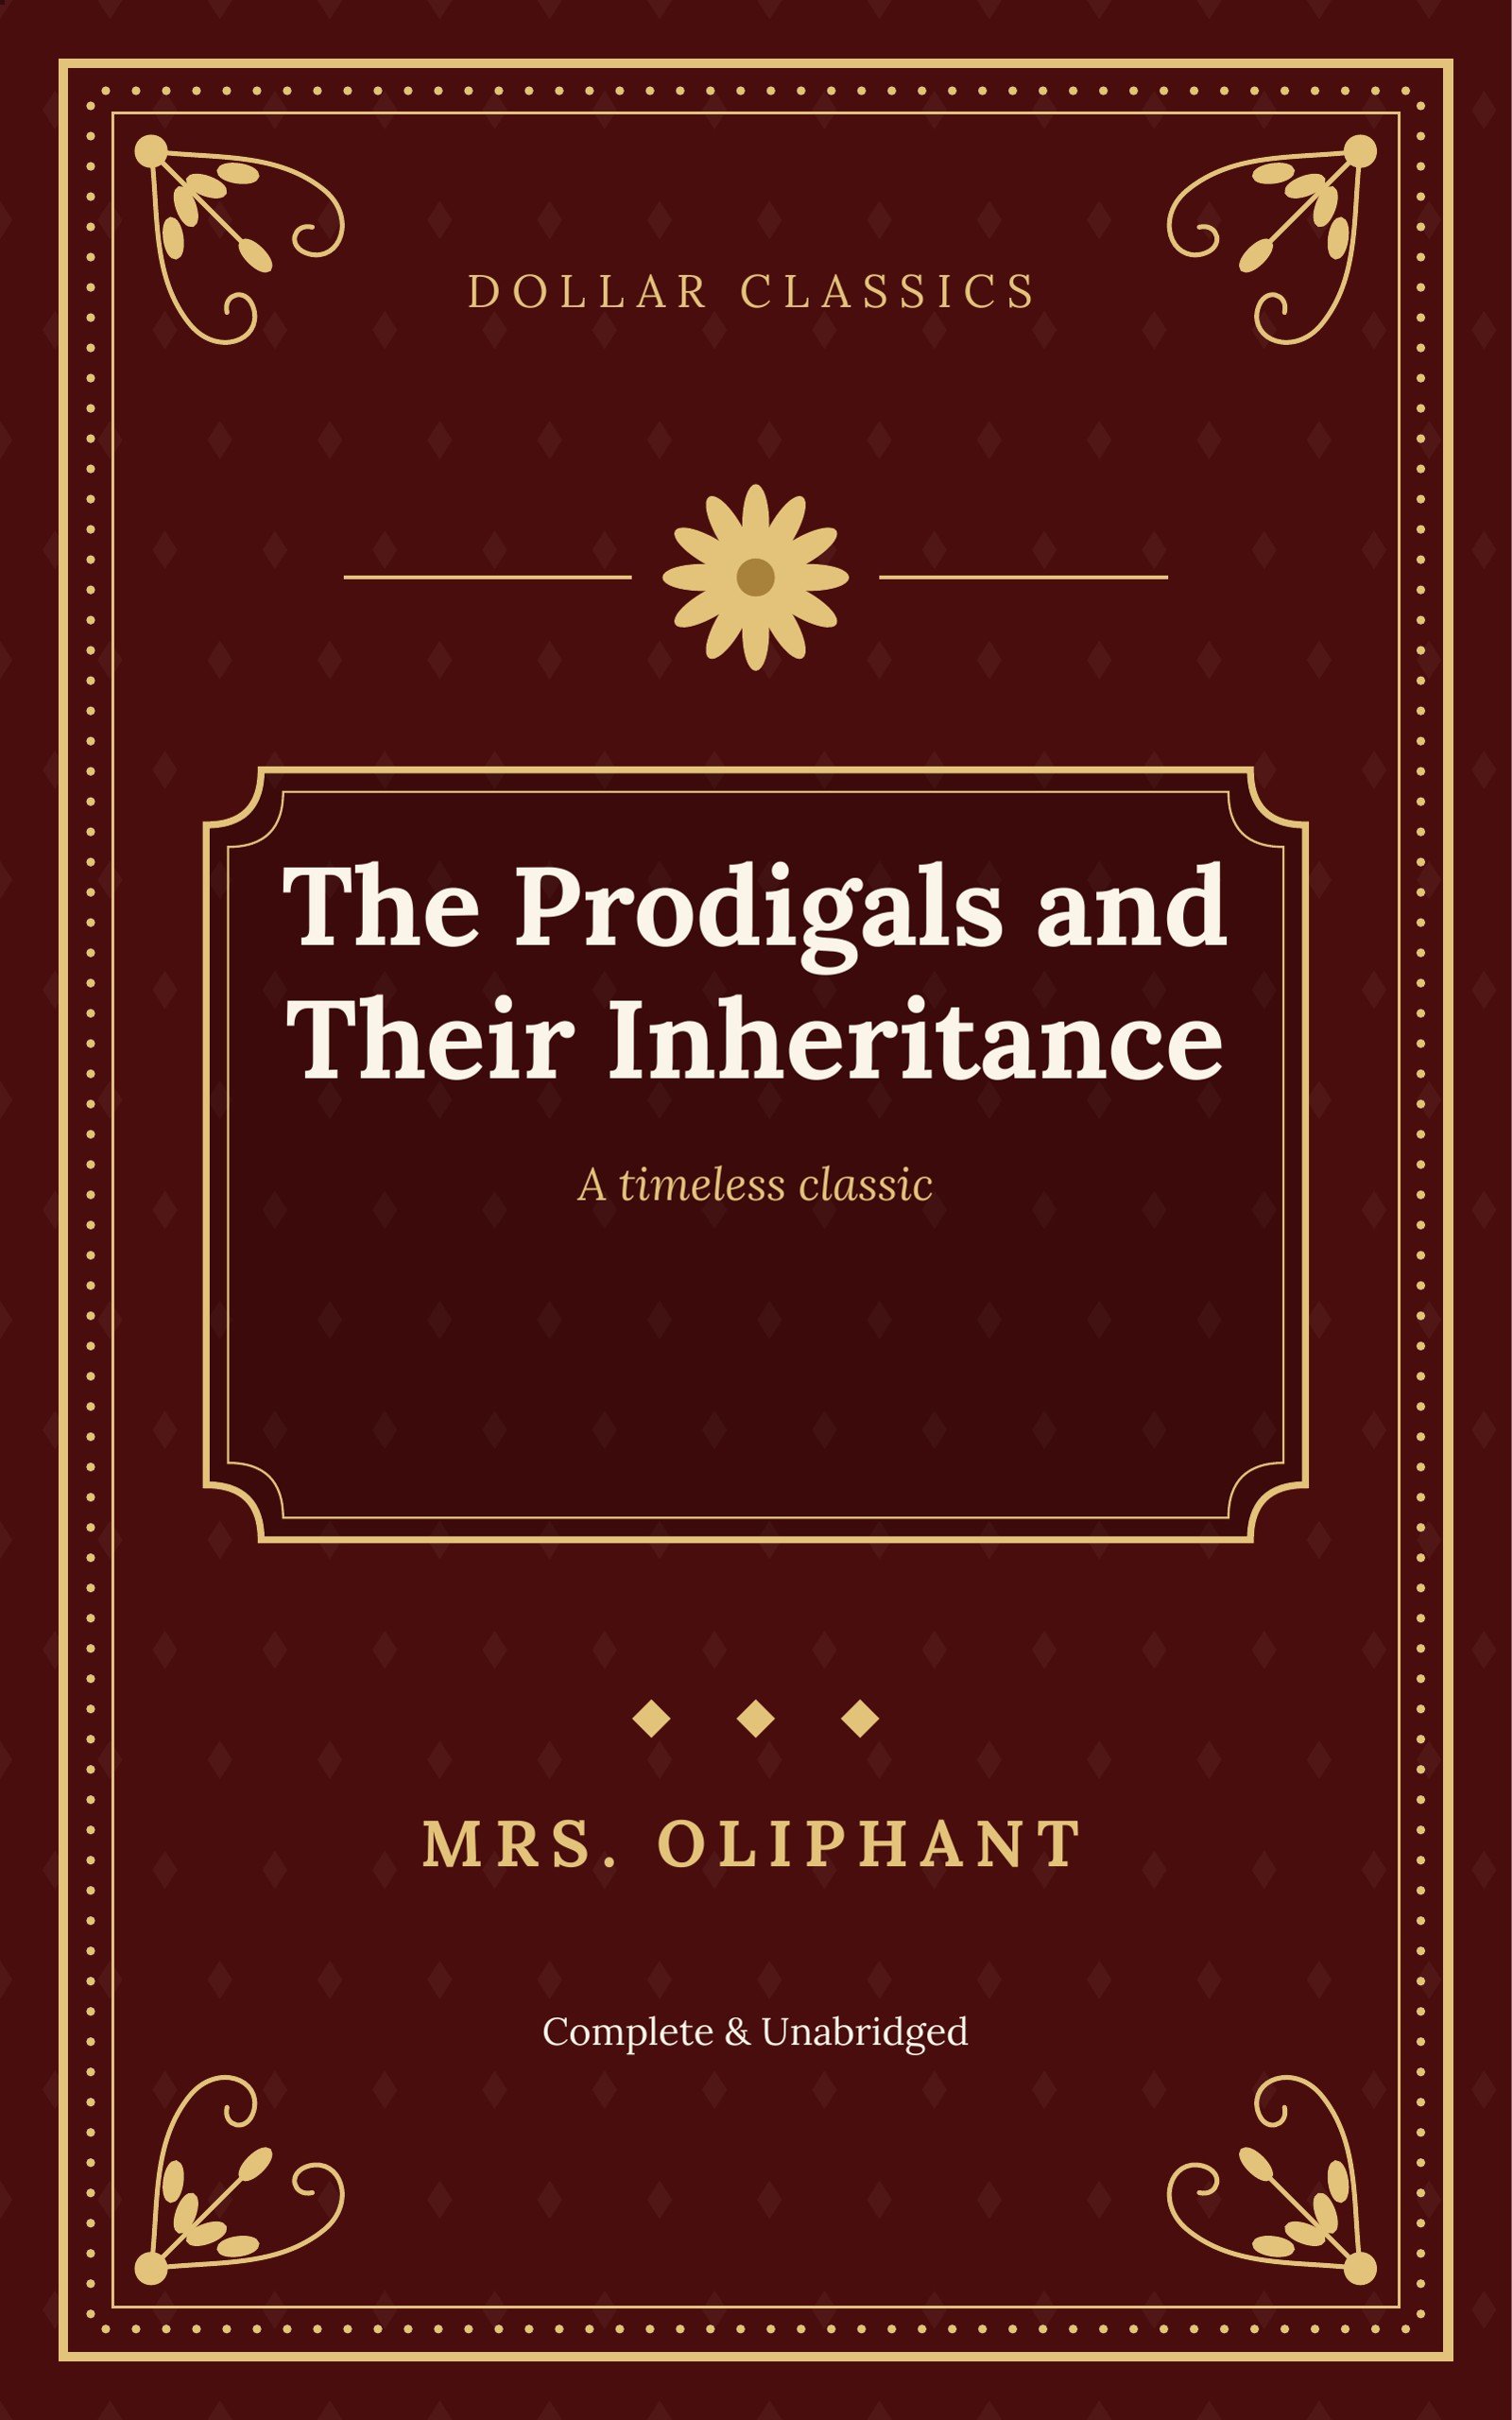 DOLLAR CLASSICS
The Prodigals and
Their Inheritance
A timeless classic
MRS. OLIPHANT
Complete & Unabridged